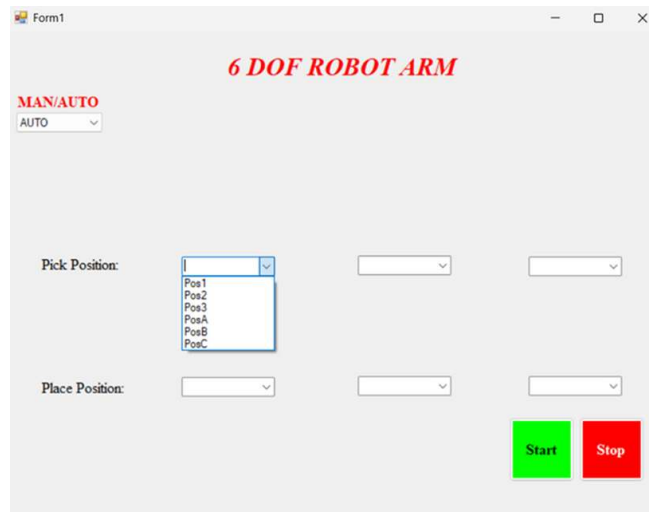 Form1
6 DOF ROBOT ARM
MAN/AUTO
AUTO
Pick Position:
Pos1
Pos2
Pos3
PosA
PosB
PosC
Place Position:
Start Stop